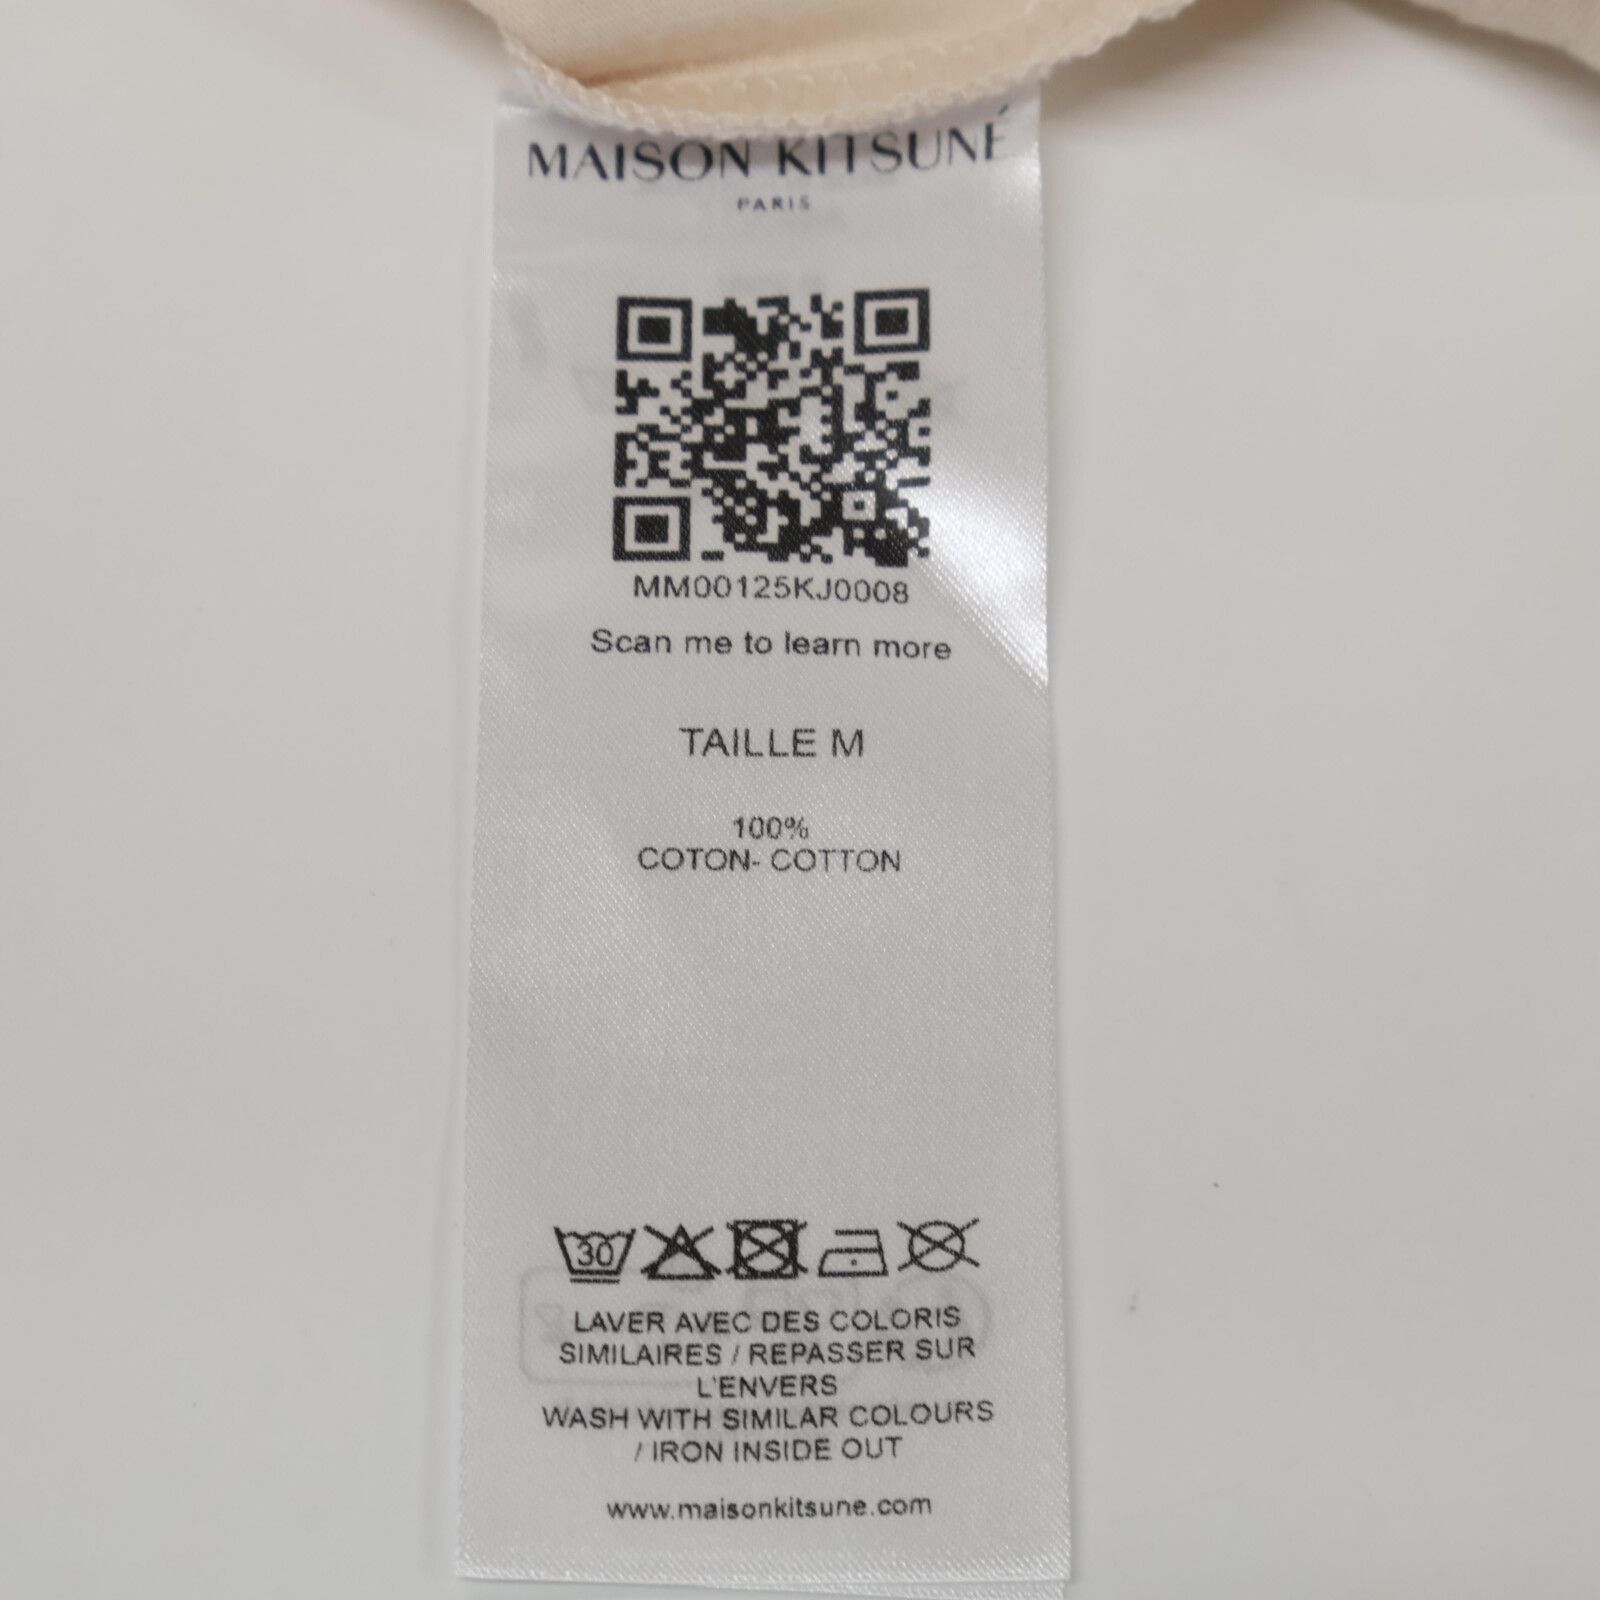 MAISON KITSUNÉ
PARIS
MM00125KJ0008
Scan me to learn more
TAILLE M
100%
COTON- COTTON
30
LAVER AVEC DES COLORIS
SIMILAIRES / REPASSER SUR
L'ENVERS
WASH WITH SIMILAR COLOURS
/ IRON INSIDE OUT
www.maisonkitsune.com